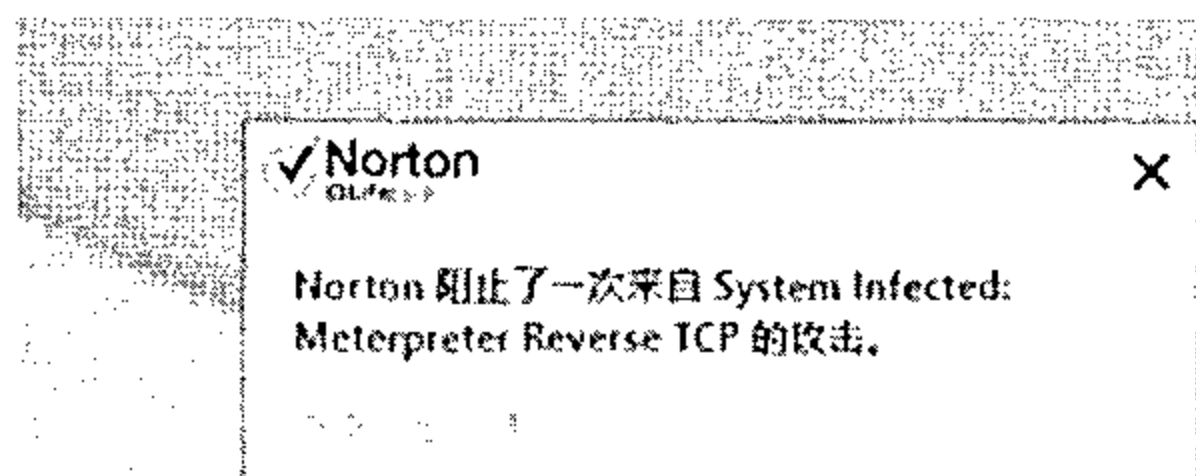 Norton
Norton 阻止了一次来自 System Infected:
Meterpreter Reverse TCP 的攻击。